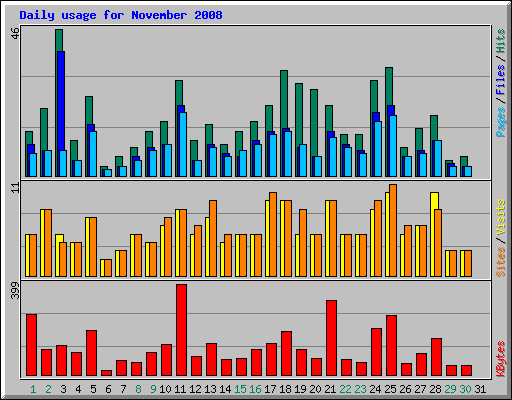 Daily usage for November 2008
46
Pages / Files / Hits
11
Sites / Visits
399
KBytes
1 2 3 4 5 6 7 8 9 10 11 12 13 14 15 16 17 18 19 20 21 22 23 24 25 26 27 28 29 30 31